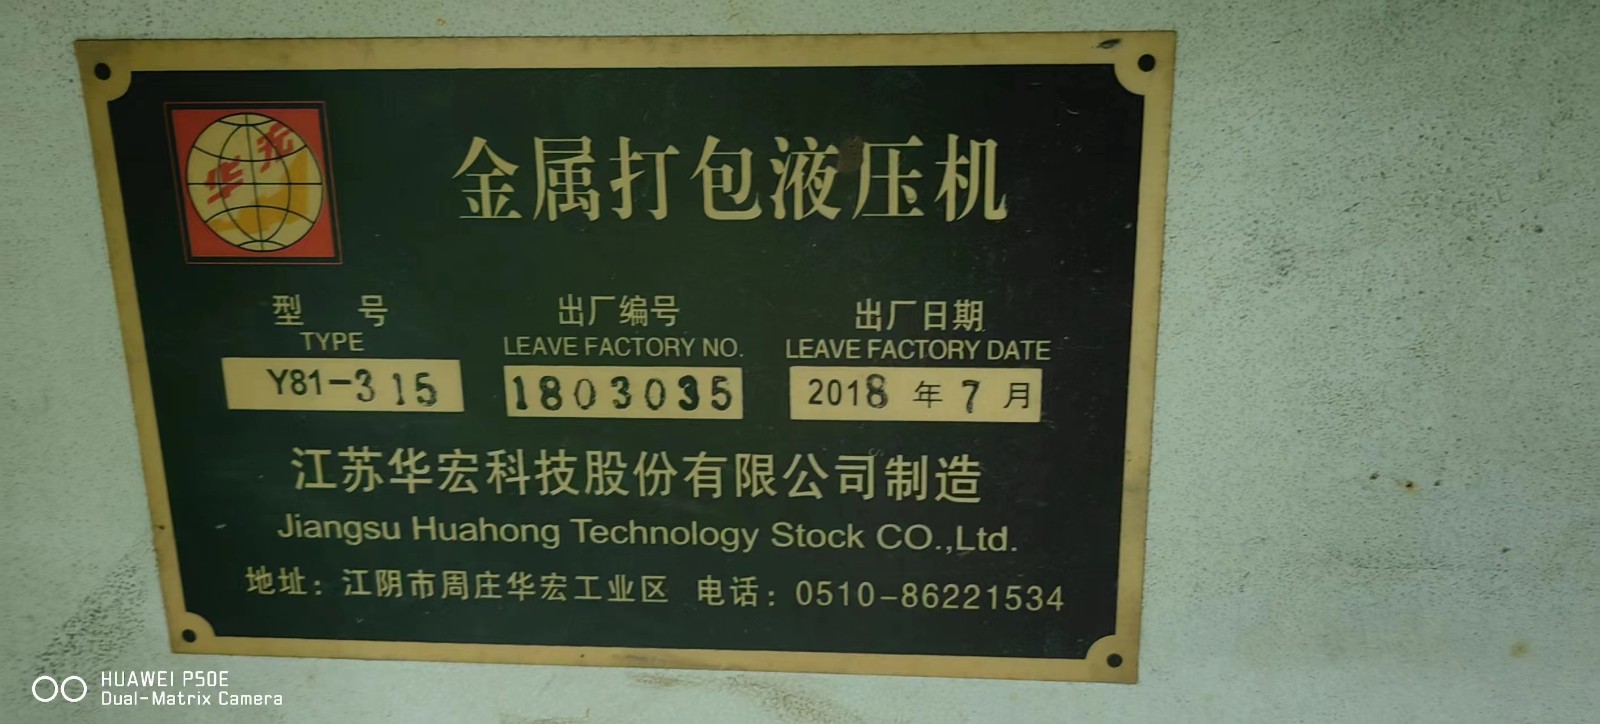 华宏
金属打包液压机
型 号 出厂编号 出厂日期
TYPE LEAVE FACTORY NO. LEAVE FACTORY DATE
Y81-315 1803035 2018 年 7 月
江苏华宏科技股份有限公司制造
Jiangsu Huahong Technology Stock CO.,Ltd.
地址：江阴市周庄华宏工业区 电话：0510-86221534
HUAWEI P50E
Dual-Matrix Camera